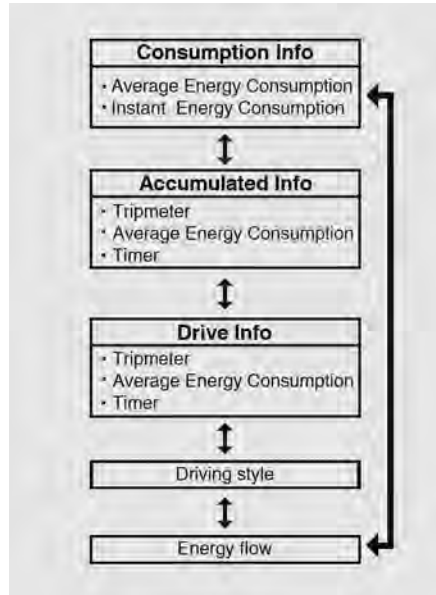 Consumption Info
· Average Energy Consumption
· Instant Energy Consumption
Accumulated Info
· Tripmeter
· Average Energy Consumption
· Timer
Drive Info
· Tripmeter
· Average Energy Consumption
· Timer
Driving style
Energy flow